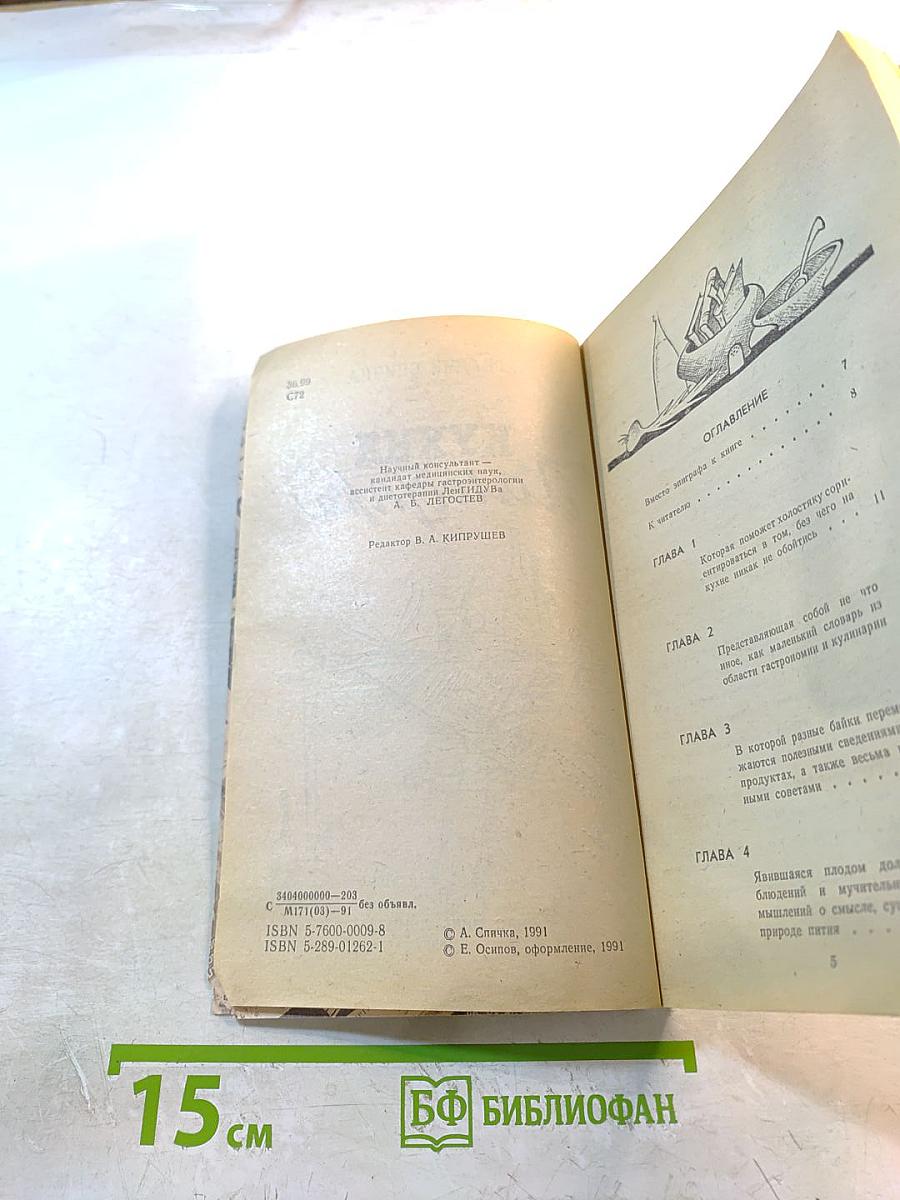 36.99
С72
Научный консультант —
кандидат медицинских наук,
ассистент кафедры гастроэнтерологии
и диетотерапии ЛенГИДУВа
А. Б. ЛЕГОСТЕВ
Редактор В. А. КИПРУШЕВ
С 3404000000—203 без объявл.
М171(03)—91
ISBN 5-7600-0009-8
ISBN 5-289-01262-1
© А. Спичка, 1991
© Е. Осипов, оформление, 1991
ОГЛАВЛЕНИЕ
Вместо эпиграфа к книге . . . . . . . 7
К читателю . . . . . . . . . . . . 8
ГЛАВА 1
Которая поможет холостяку сори-
ентироваться в том, без чего на
кухне никак не обойтись . . . 11
ГЛАВА 2
Представляющая собой не что
иное, как маленький словарь из
области гастрономии и кулинарии
ГЛАВА 3
В которой разные байки
жаются полезными сведениями
продуктах, а также весьма
ными советами . . . . .
ГЛАВА 4
Явившаяся плодом
блюдений и
мышлений о смысле,
природе пития . . . .
5
15 см
БФ БИБЛИОФАН